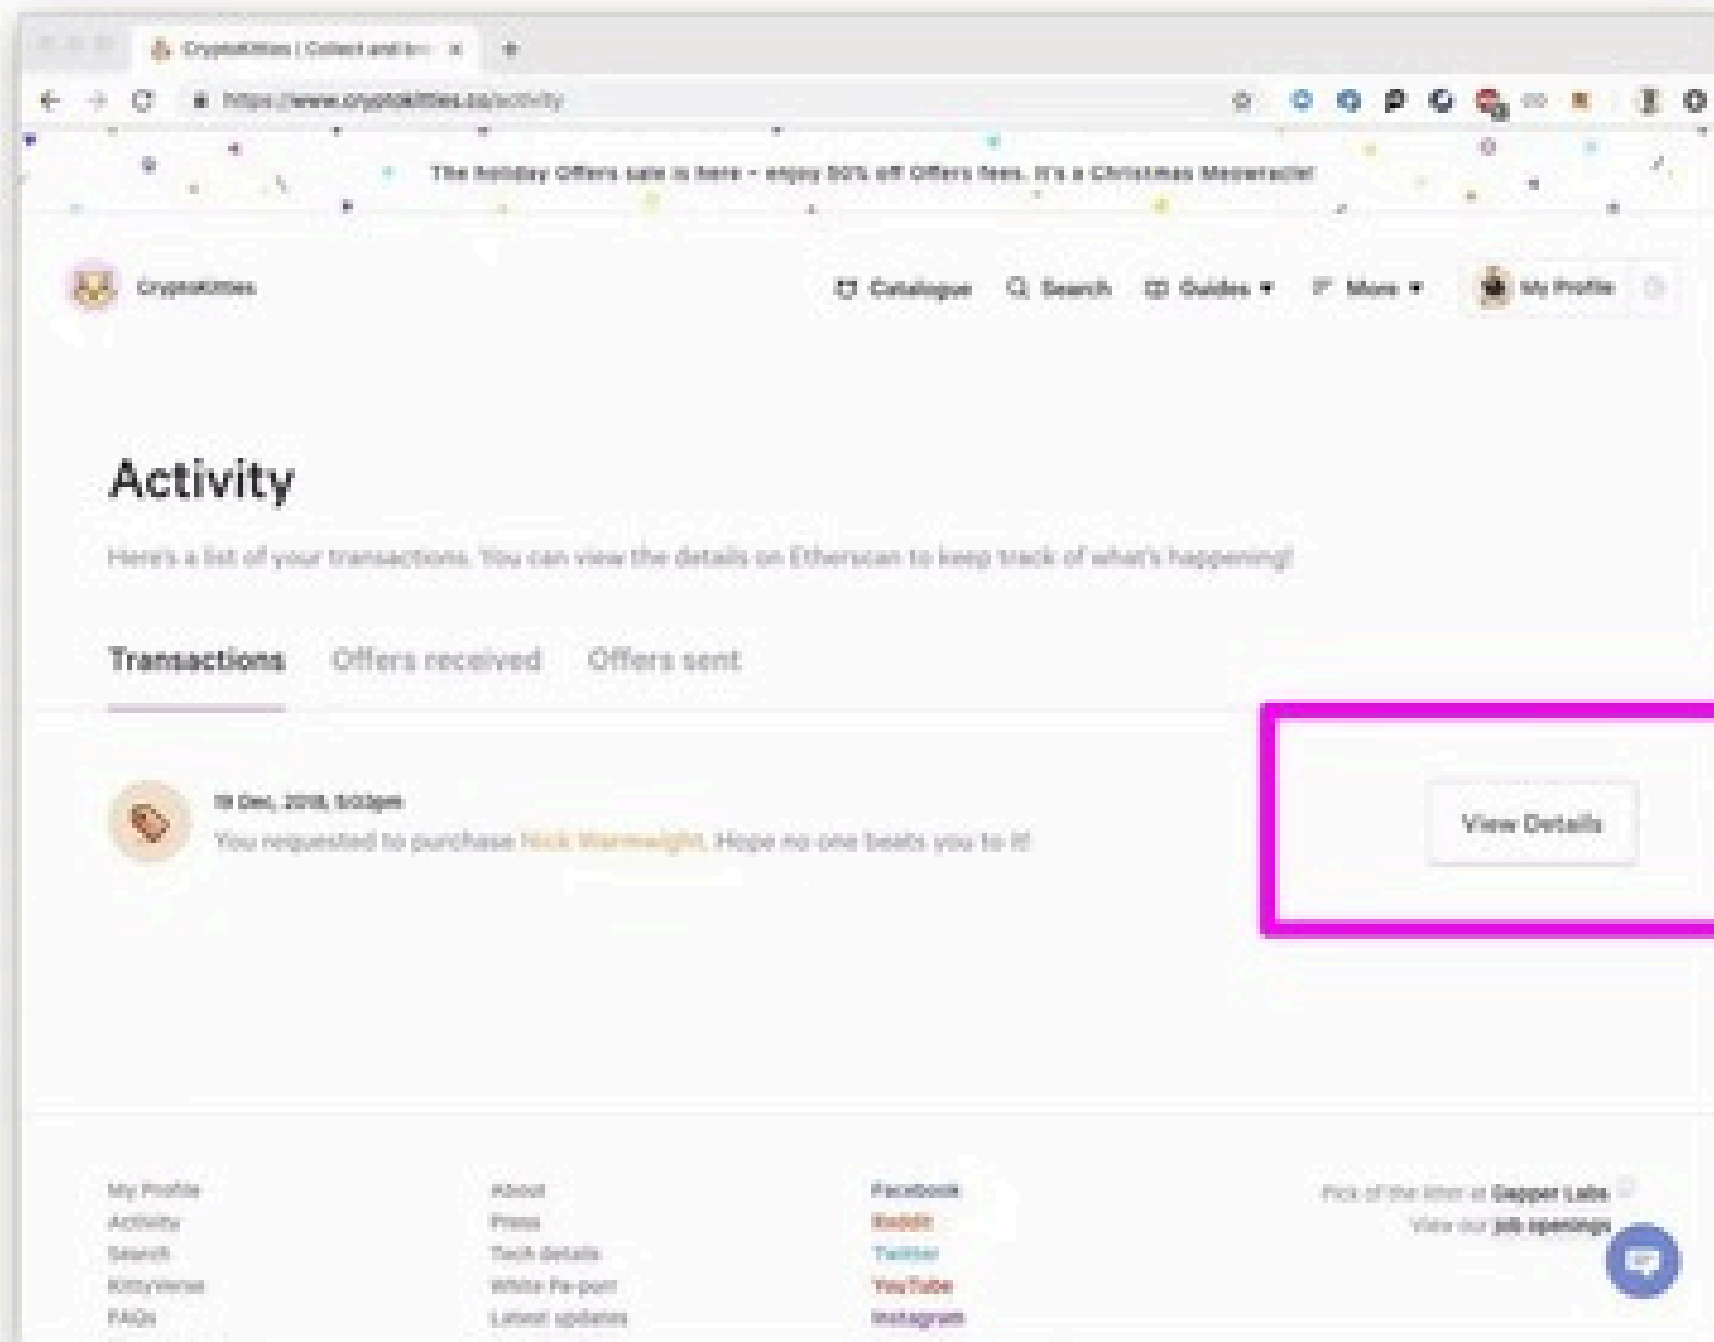 CryptoKitties | Collect and bre
https://www.cryptokitties.co/activity
The holiday Offers sale is here – enjoy 50% off Offers fees. It's a Christmas Meowracle!
CryptoKitties
Catalogue
Search
Guides
More
My Profile
Activity
Here's a list of your transactions. You can view the details on Etherscan to keep track of what's happening!
Transactions
Offers received
Offers sent
19 Dec, 2018,
You requested to purchase Nick Warmwight. Hope no one beats you to it!
View Details
My Profile
Activity
Search
KittyVerse
FAQs
About
Press
Tech details
White Pa-purr
Latest updates
Facebook
Reddit
Twitter
YouTube
Instagram
Pick of the litter at Dapper Labs
View our job openings